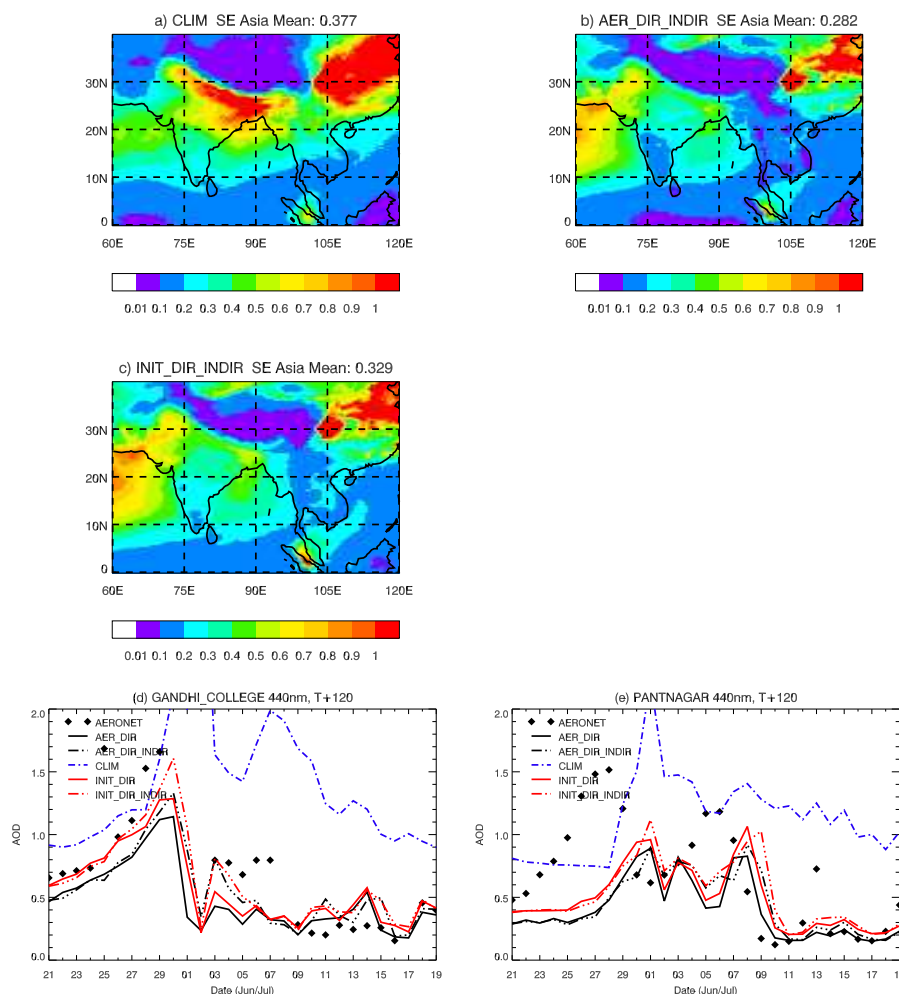 a) CLIM SE Asia Mean: 0.377
30N
20N
10N
0
60E 75E 90E 105E 120E
0.01 0.1 0.2 0.3 0.4 0.5 0.6 0.7 0.8 0.9 1
b) AER_DIR_INDIR SE Asia Mean: 0.282
30N
20N
10N
0
60E 75E 90E 105E 120E
0.01 0.1 0.2 0.3 0.4 0.5 0.6 0.7 0.8 0.9 1
c) INIT_DIR_INDIR SE Asia Mean: 0.329
30N
20N
10N
0
60E 75E 90E 105E 120E
0.01 0.1 0.2 0.3 0.4 0.5 0.6 0.7 0.8 0.9 1
(d) GANDHI_COLLEGE 440nm, T+120
2.0
1.5
1.0
0.5
0.0
AOD
AERONET
AER_DIR
AER_DIR_INDIR
CLIM
INIT_DIR
INIT_DIR_INDIR
21 23 25 27 29 01 03 05 07 09 11 13 15 17 19
Date (Jun/Jul)
(e) PANTNAGAR 440nm, T+120
2.0
1.5
1.0
0.5
0.0
AOD
AERONET
AER_DIR
AER_DIR_INDIR
CLIM
INIT_DIR
INIT_DIR_INDIR
21 23 25 27 29 01 03 05 07 09 11 13 15 17
Date (Jun/Jul)